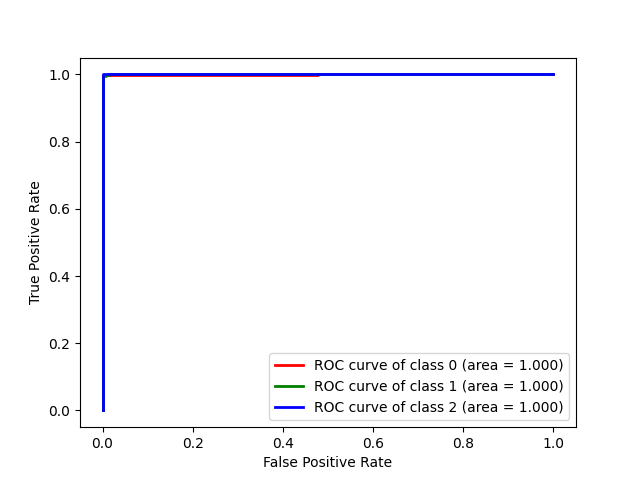 1.0
0.8
0.6
0.4
0.2
0.0
True Positive Rate
ROC curve of class 0 (area = 1.000)
ROC curve of class 1 (area = 1.000)
ROC curve of class 2 (area = 1.000)
0.0 0.2 0.4 0.6 0.8 1.0
False Positive Rate